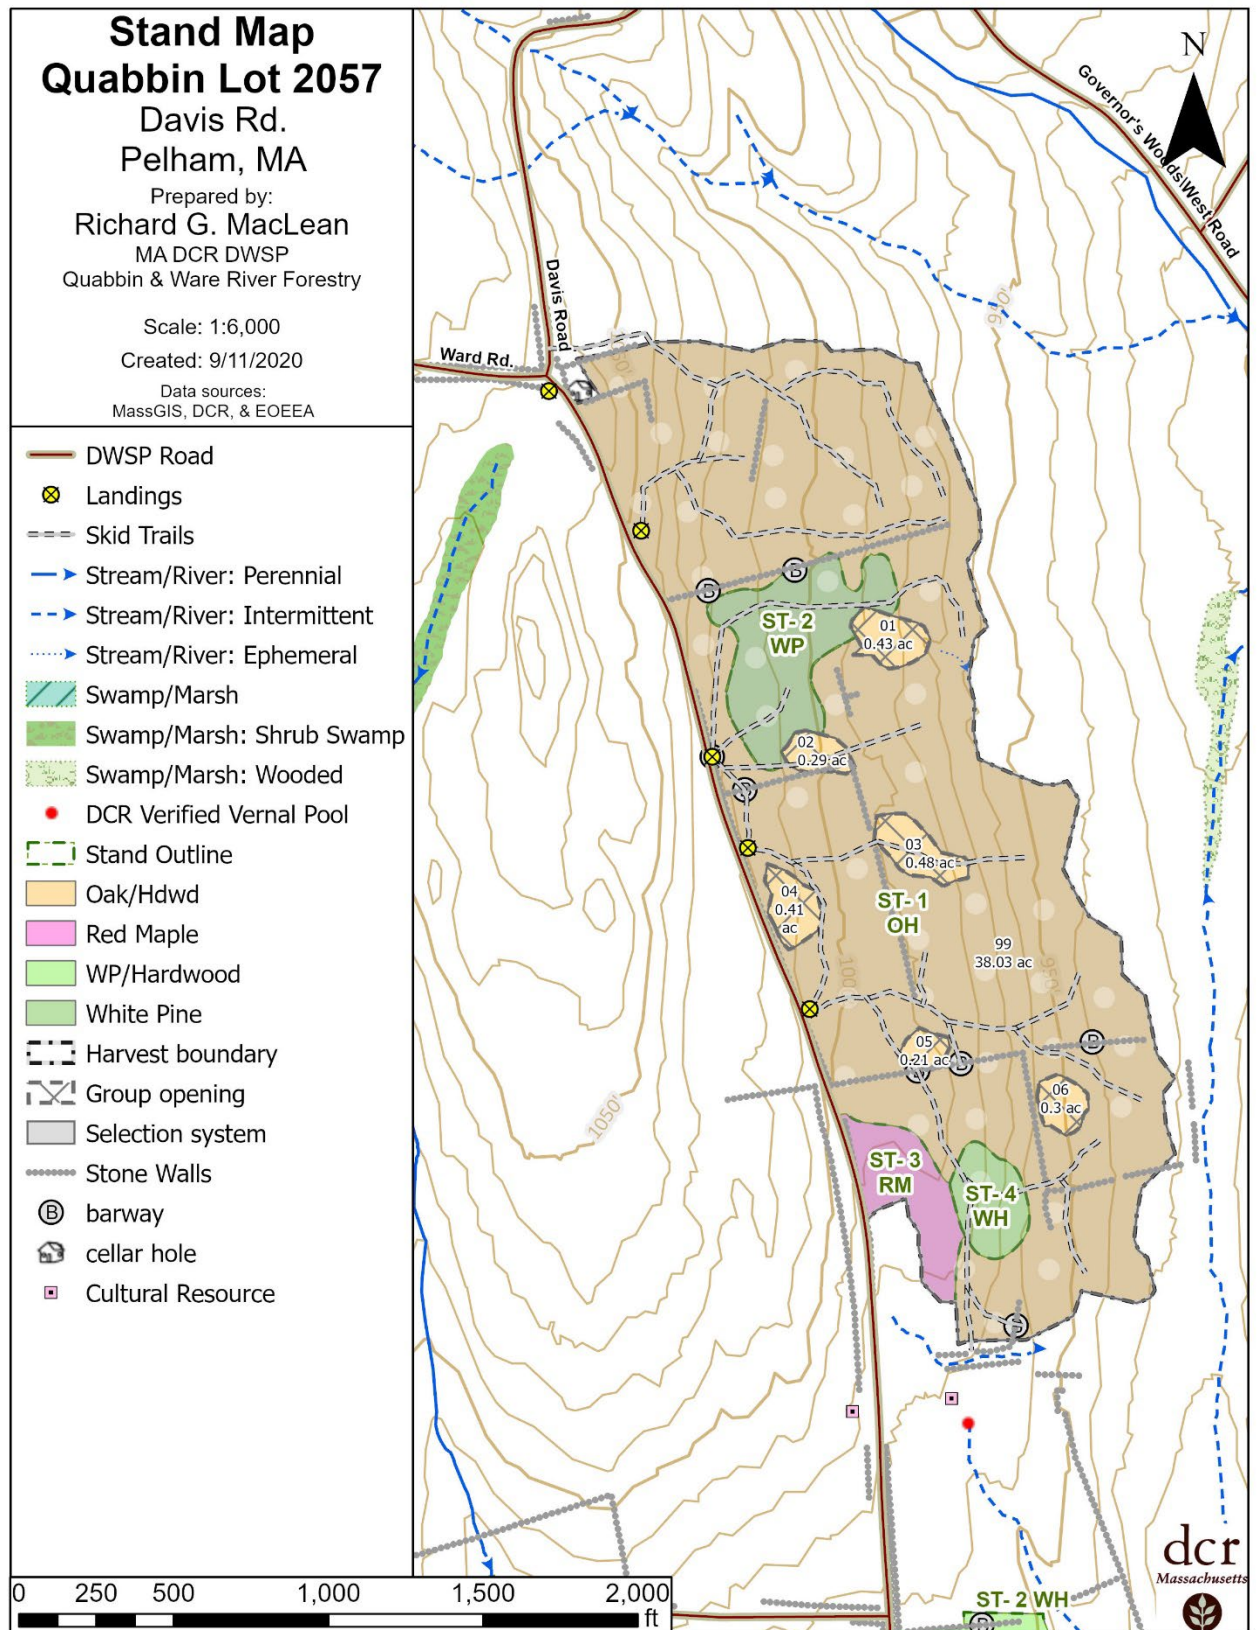 Stand Map
Quabbin Lot 2057
Davis Rd.
Pelham, MA
Prepared by:
Richard G. MacLean
MA DCR DWSP
Quabbin & Ware River Forestry
Scale: 1:6,000
Created: 9/11/2020
Data sources:
MassGIS, DCR, & EOEEA
DWSP Road
Landings
Skid Trails
Stream/River: Perennial
Stream/River: Intermittent
Stream/River: Ephemeral
Swamp/Marsh
Swamp/Marsh: Shrub Swamp
Swamp/Marsh: Wooded
DCR Verified Vernal Pool
Stand Outline
Oak/Hdwd
Red Maple
WP/Hardwood
White Pine
Harvest boundary
Group opening
Selection system
Stone Walls
B
barway
cellar hole
Cultural Resource
0 250 500 1,000 1,500 2,000
ft
N
Governor's Woods\West Road
Davis Road
Ward Rd.
1050'
950'
B
B
ST- 2
WP
01
0.43 ac
02
0.29 ac
B
03
0.48 ac
04
0.41
ac
ST- 1
OH
99
38.03 ac
950'
05
0.21 ac
B
B
B
06
0.3 ac
1050'
ST- 3
RM
ST- 4
WH
B
ST- 2 WH
B
dcr
Massachusetts